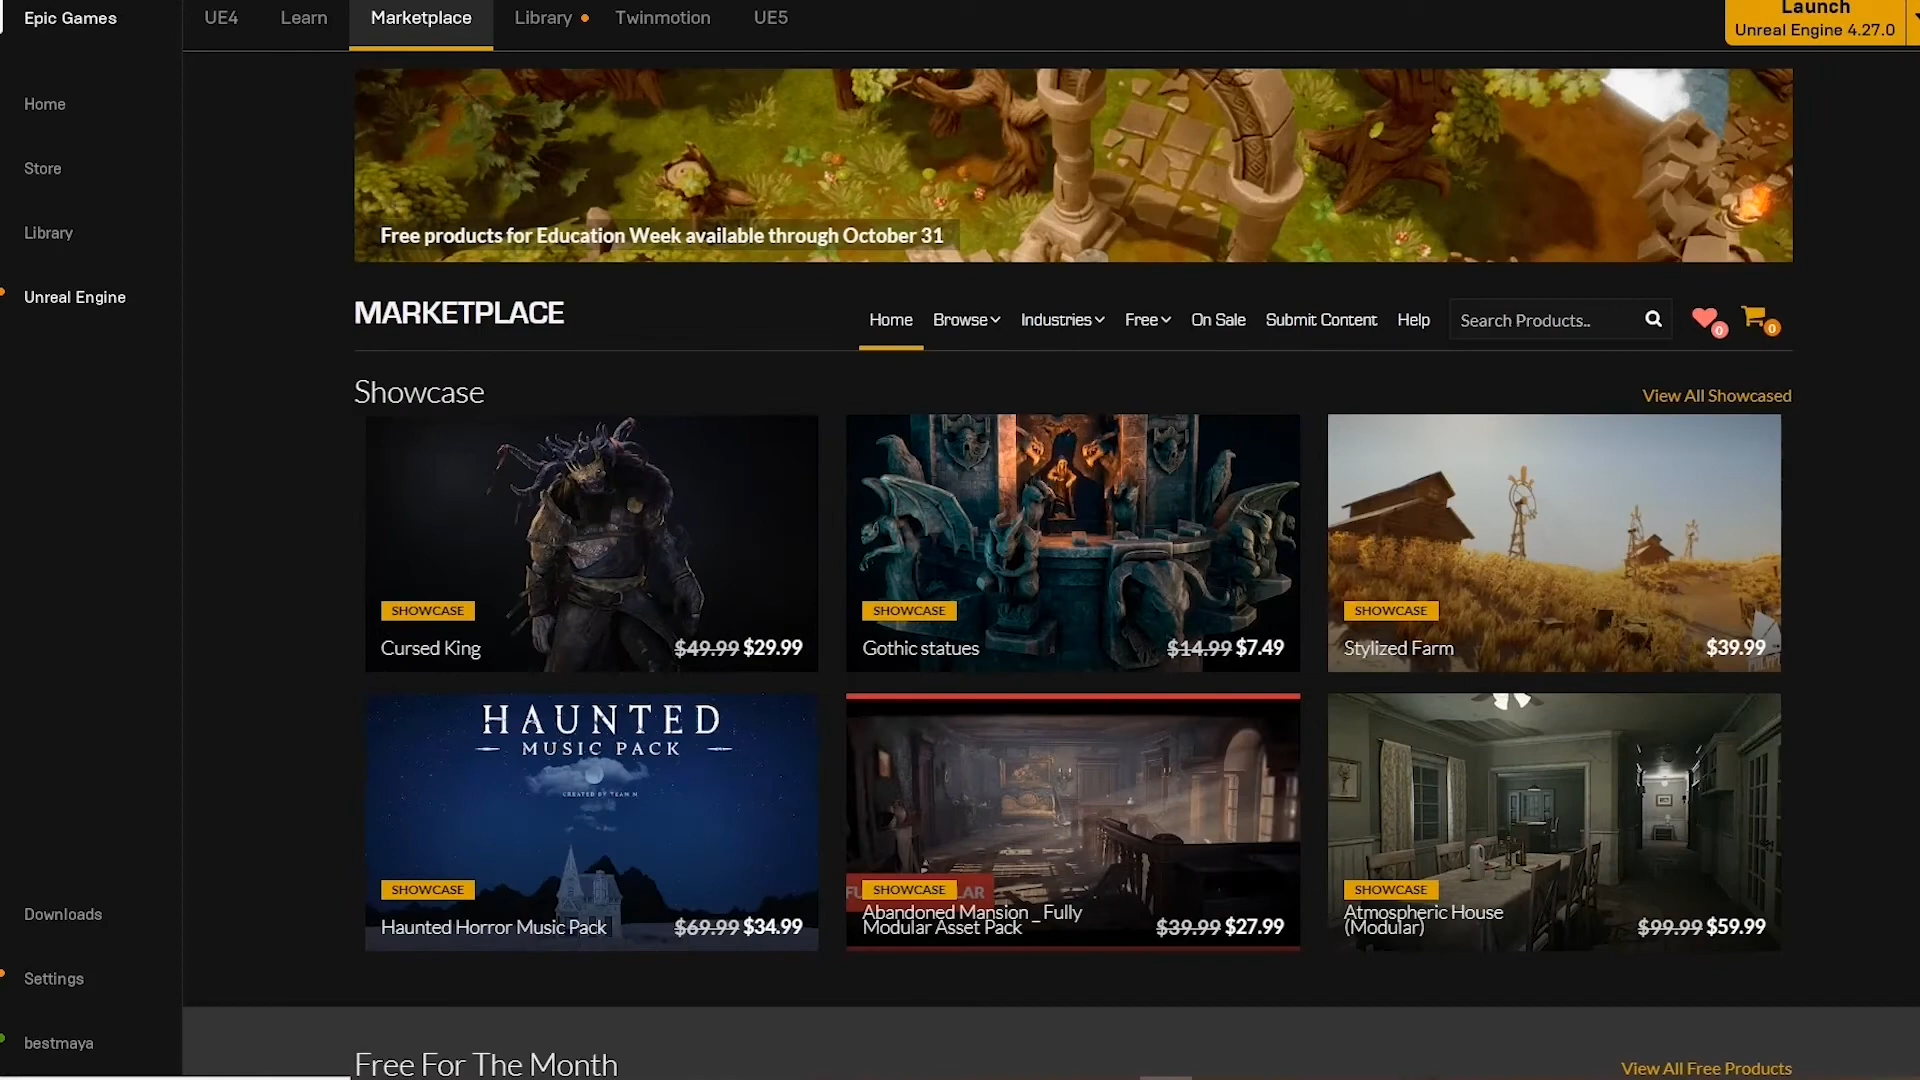 Epic Games
UE4
Learn
Marketplace
Library
Twinmotion
UE5
Launch
Unreal Engine 4.27.0
Home
Store
Library
Unreal Engine
Downloads
Settings
bestmaya
Free products for Education Week available through October 31
MARKETPLACE
Home
Browse
Industries
Free
On Sale
Submit Content
Help
Search Products..
0
0
Showcase
View All Showcased
SHOWCASE
Cursed King
$49.99 $29.99
SHOWCASE
Gothic statues
$14.99 $7.49
SHOWCASE
Stylized Farm
$39.99
HAUNTED
MUSIC PACK
CREATED BY TEAM M
SHOWCASE
Haunted Horror Music Pack
$69.99 $34.99
SHOWCASE
Abandoned Mansion _ Fully
Modular Asset Pack
$39.99 $27.99
SHOWCASE
Atmospheric House
(Modular)
$99.99 $59.99
Free For The Month
View All Free Products